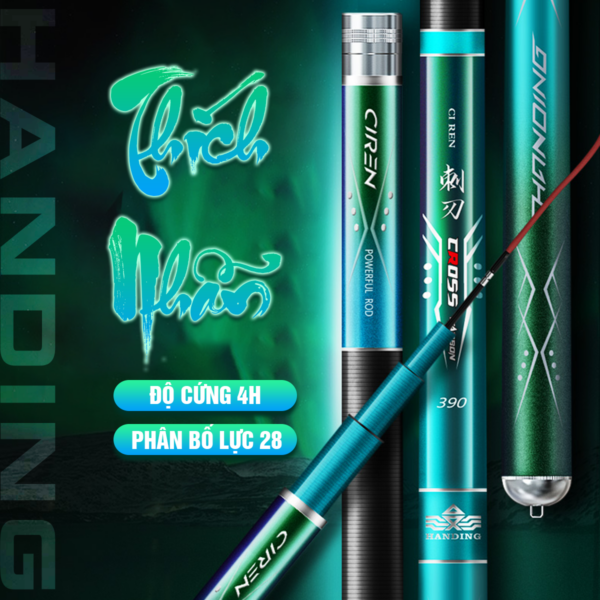 HANDING
Thích
Nhẫn
ĐỘ CỨNG 4H
PHÂN BỐ LỰC 28
CIREN
POWERFUL ROD
CI REN
刺刃
CROSS
390
HANDING
HANDING
CIREN